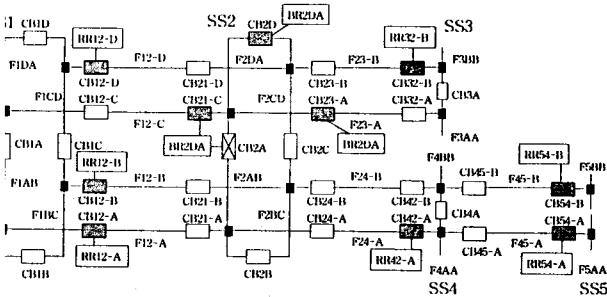 CB1D
SS2
CB2D
BR2DA
SS3
RR12-D
RR32-B
F1DA
F12-D
F2DA
F23-B
F3BB
CB12-D
CB21-D
CB23-B
CB32-B
F1CD
CB12-C
CB21-C
F2CD
CB23-A
CB32-A
CB3A
F12-C
F23-A
F3AA
CB1A
CB1C
BR2DA
CB2A
CB2C
BR2DA
RR12-B
F4BB
RR54-B
F1AB
F12-B
F2AB
F24-B
CB45-B
F45-B
F5BB
CB12-B
CB21-B
CB24-B
CB42-B
CB54-B
F1BC
CB12-A
CB21-A
F2BC
CB24-A
CB42-A
CB4A
CB54-A
F12-A
F24-A
CB45-A
F45-A
CB1B
RR12-A
CB2B
RR42-A
F4AA
RR54-A
F5AA
SS4
SS5